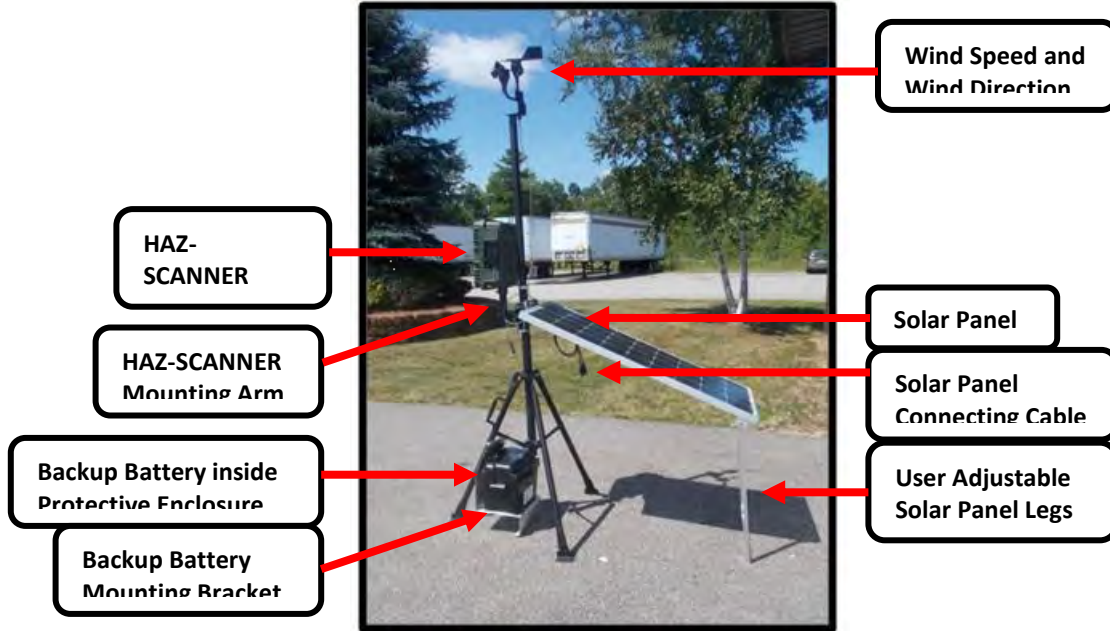 Wind Speed and
Wind Direction
HAZ-
SCANNER
HAZ-SCANNER
Mounting Arm
Backup Battery inside
Protective Enclosure
Backup Battery
Mounting Bracket
Solar Panel
Solar Panel
Connecting Cable
User Adjustable
Solar Panel Legs